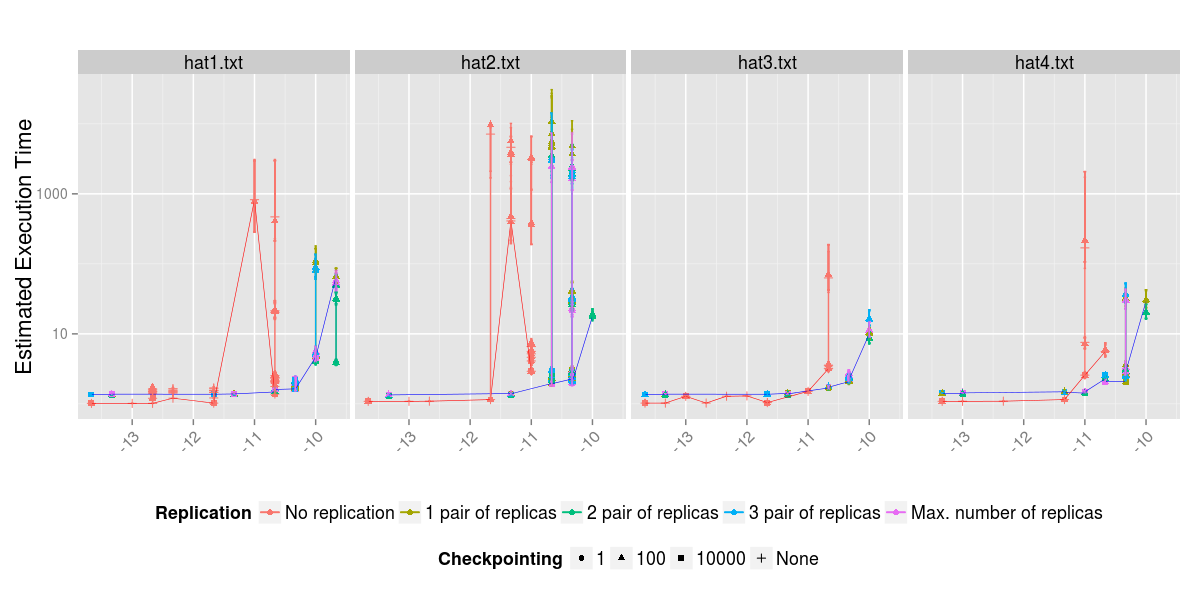 hat1.txt hat2.txt hat3.txt hat4.txt
Estimated Execution Time
1000
10
-13 -12 -11 -10 -13 -12 -11 -10 -13 -12 -11 -10 -13 -12 -11 -10
Replication No replication 1 pair of replicas 2 pair of replicas 3 pair of replicas Max. number of replicas
Checkpointing 1 100 10000 None